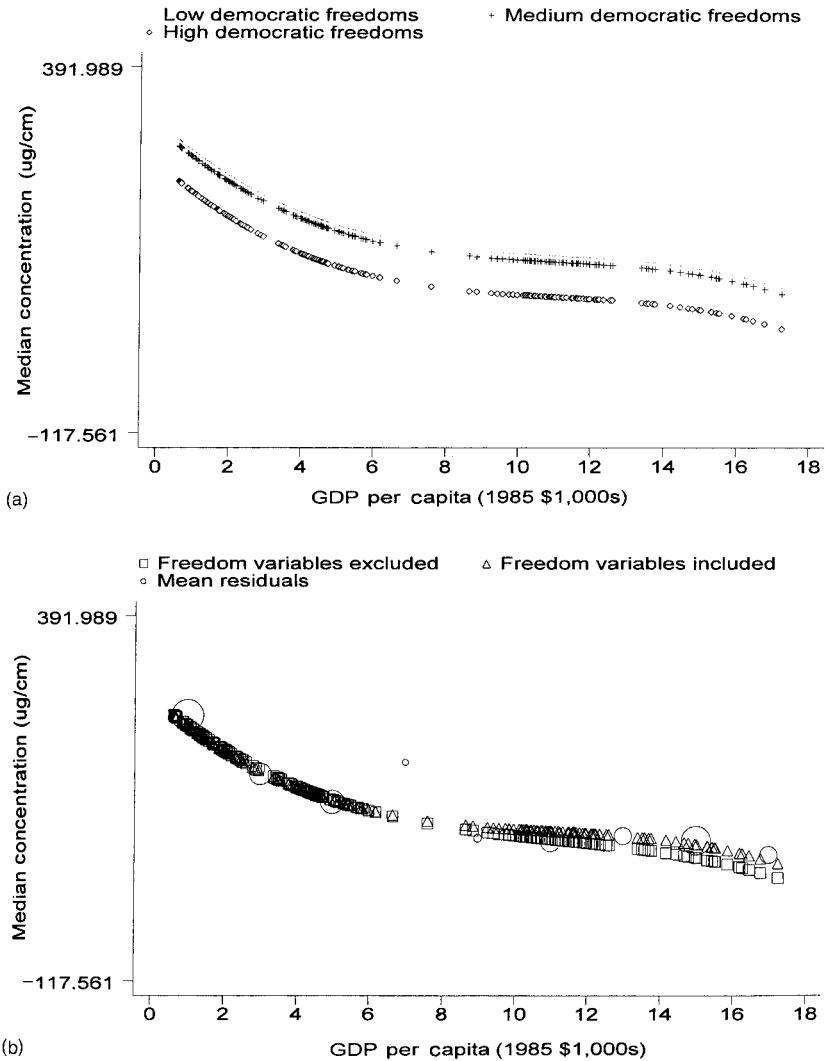 Low democratic freedoms
+ Medium democratic freedoms
◇ High democratic freedoms
391.989
Median concentration (ug/cm)
−117.561
0 2 4 6 8 10 12 14 16 18
GDP per capita (1985 $1,000s)
(a)
□ Freedom variables excluded
△ Freedom variables included
○ Mean residuals
391.989
Median concentration (ug/cm)
−117.561
0 2 4 6 8 10 12 14 16 18
GDP per capita (1985 $1,000s)
(b)